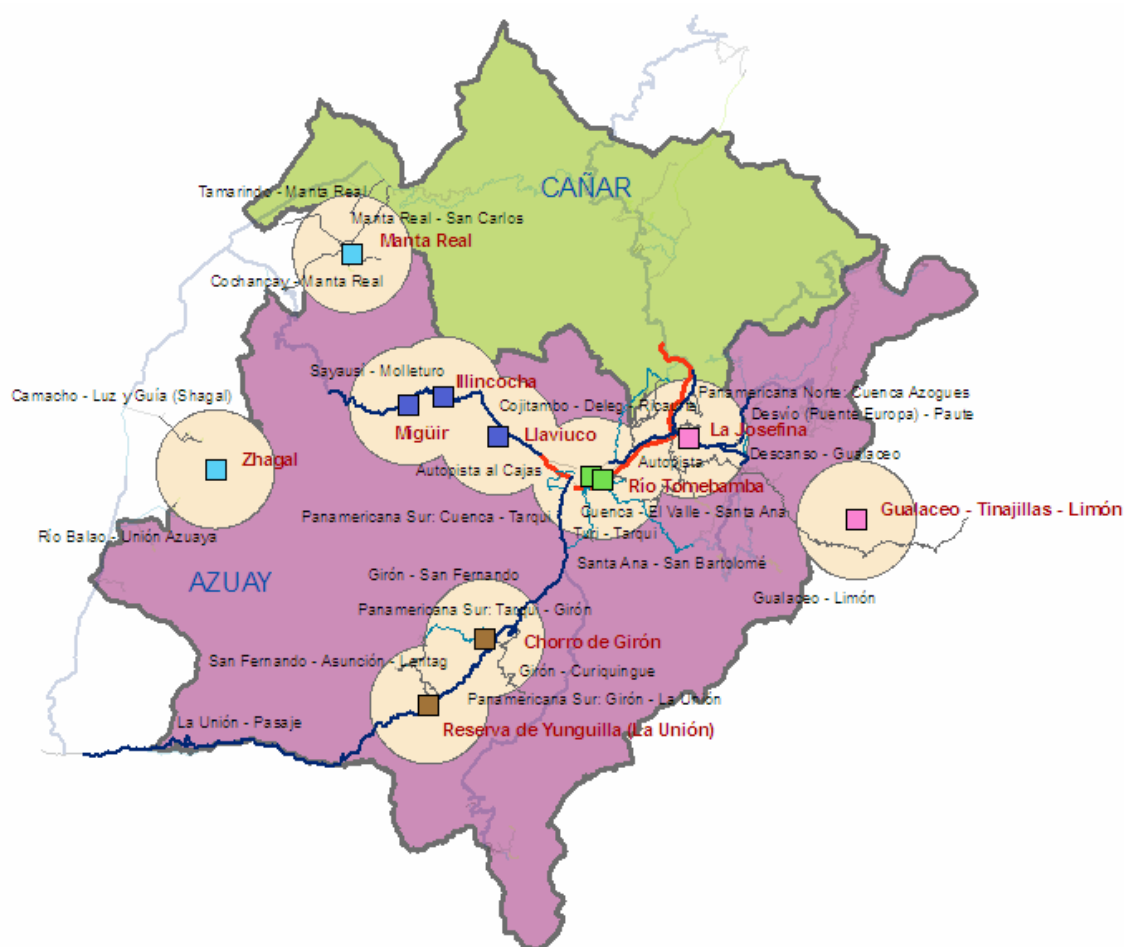 CAÑAR
Tamarindo - Manta Real
Manta Real - San Carlos
Manta Real
Cochancay - Manta Real
Sayausí - Molleturo
Illincocha
Camacho - Luz y Guía (Shagal)
Panamericana Norte: Cuenca Azogues
Cojitambo - Deleg - Ricaurte
Desvío (Puente Europa) - Paute
Migüir
La Josefina
Llaviuco
Zhagal
Descanso - Gualaceo
Autopista al Cajas
Autopista
Río Tomebamba
Gualaceo - Tinajillas - Limón
Panamericana Sur: Cuenca - Tarqui
Cuenca - El Valle - Santa Ana
Río Balao - Unión Azuaya
Turi - Tarqui
Santa Ana - San Bartolomé
AZUAY
Girón - San Fernando
Gualaceo - Limón
Panamericana Sur: Tarqui - Girón
Chorro de Girón
San Fernando - Asunción - Lentag
Girón - Curiquingue
Panamericana Sur: Girón - La Unión
La Unión - Pasaje
Reserva de Yunguilla (La Unión)